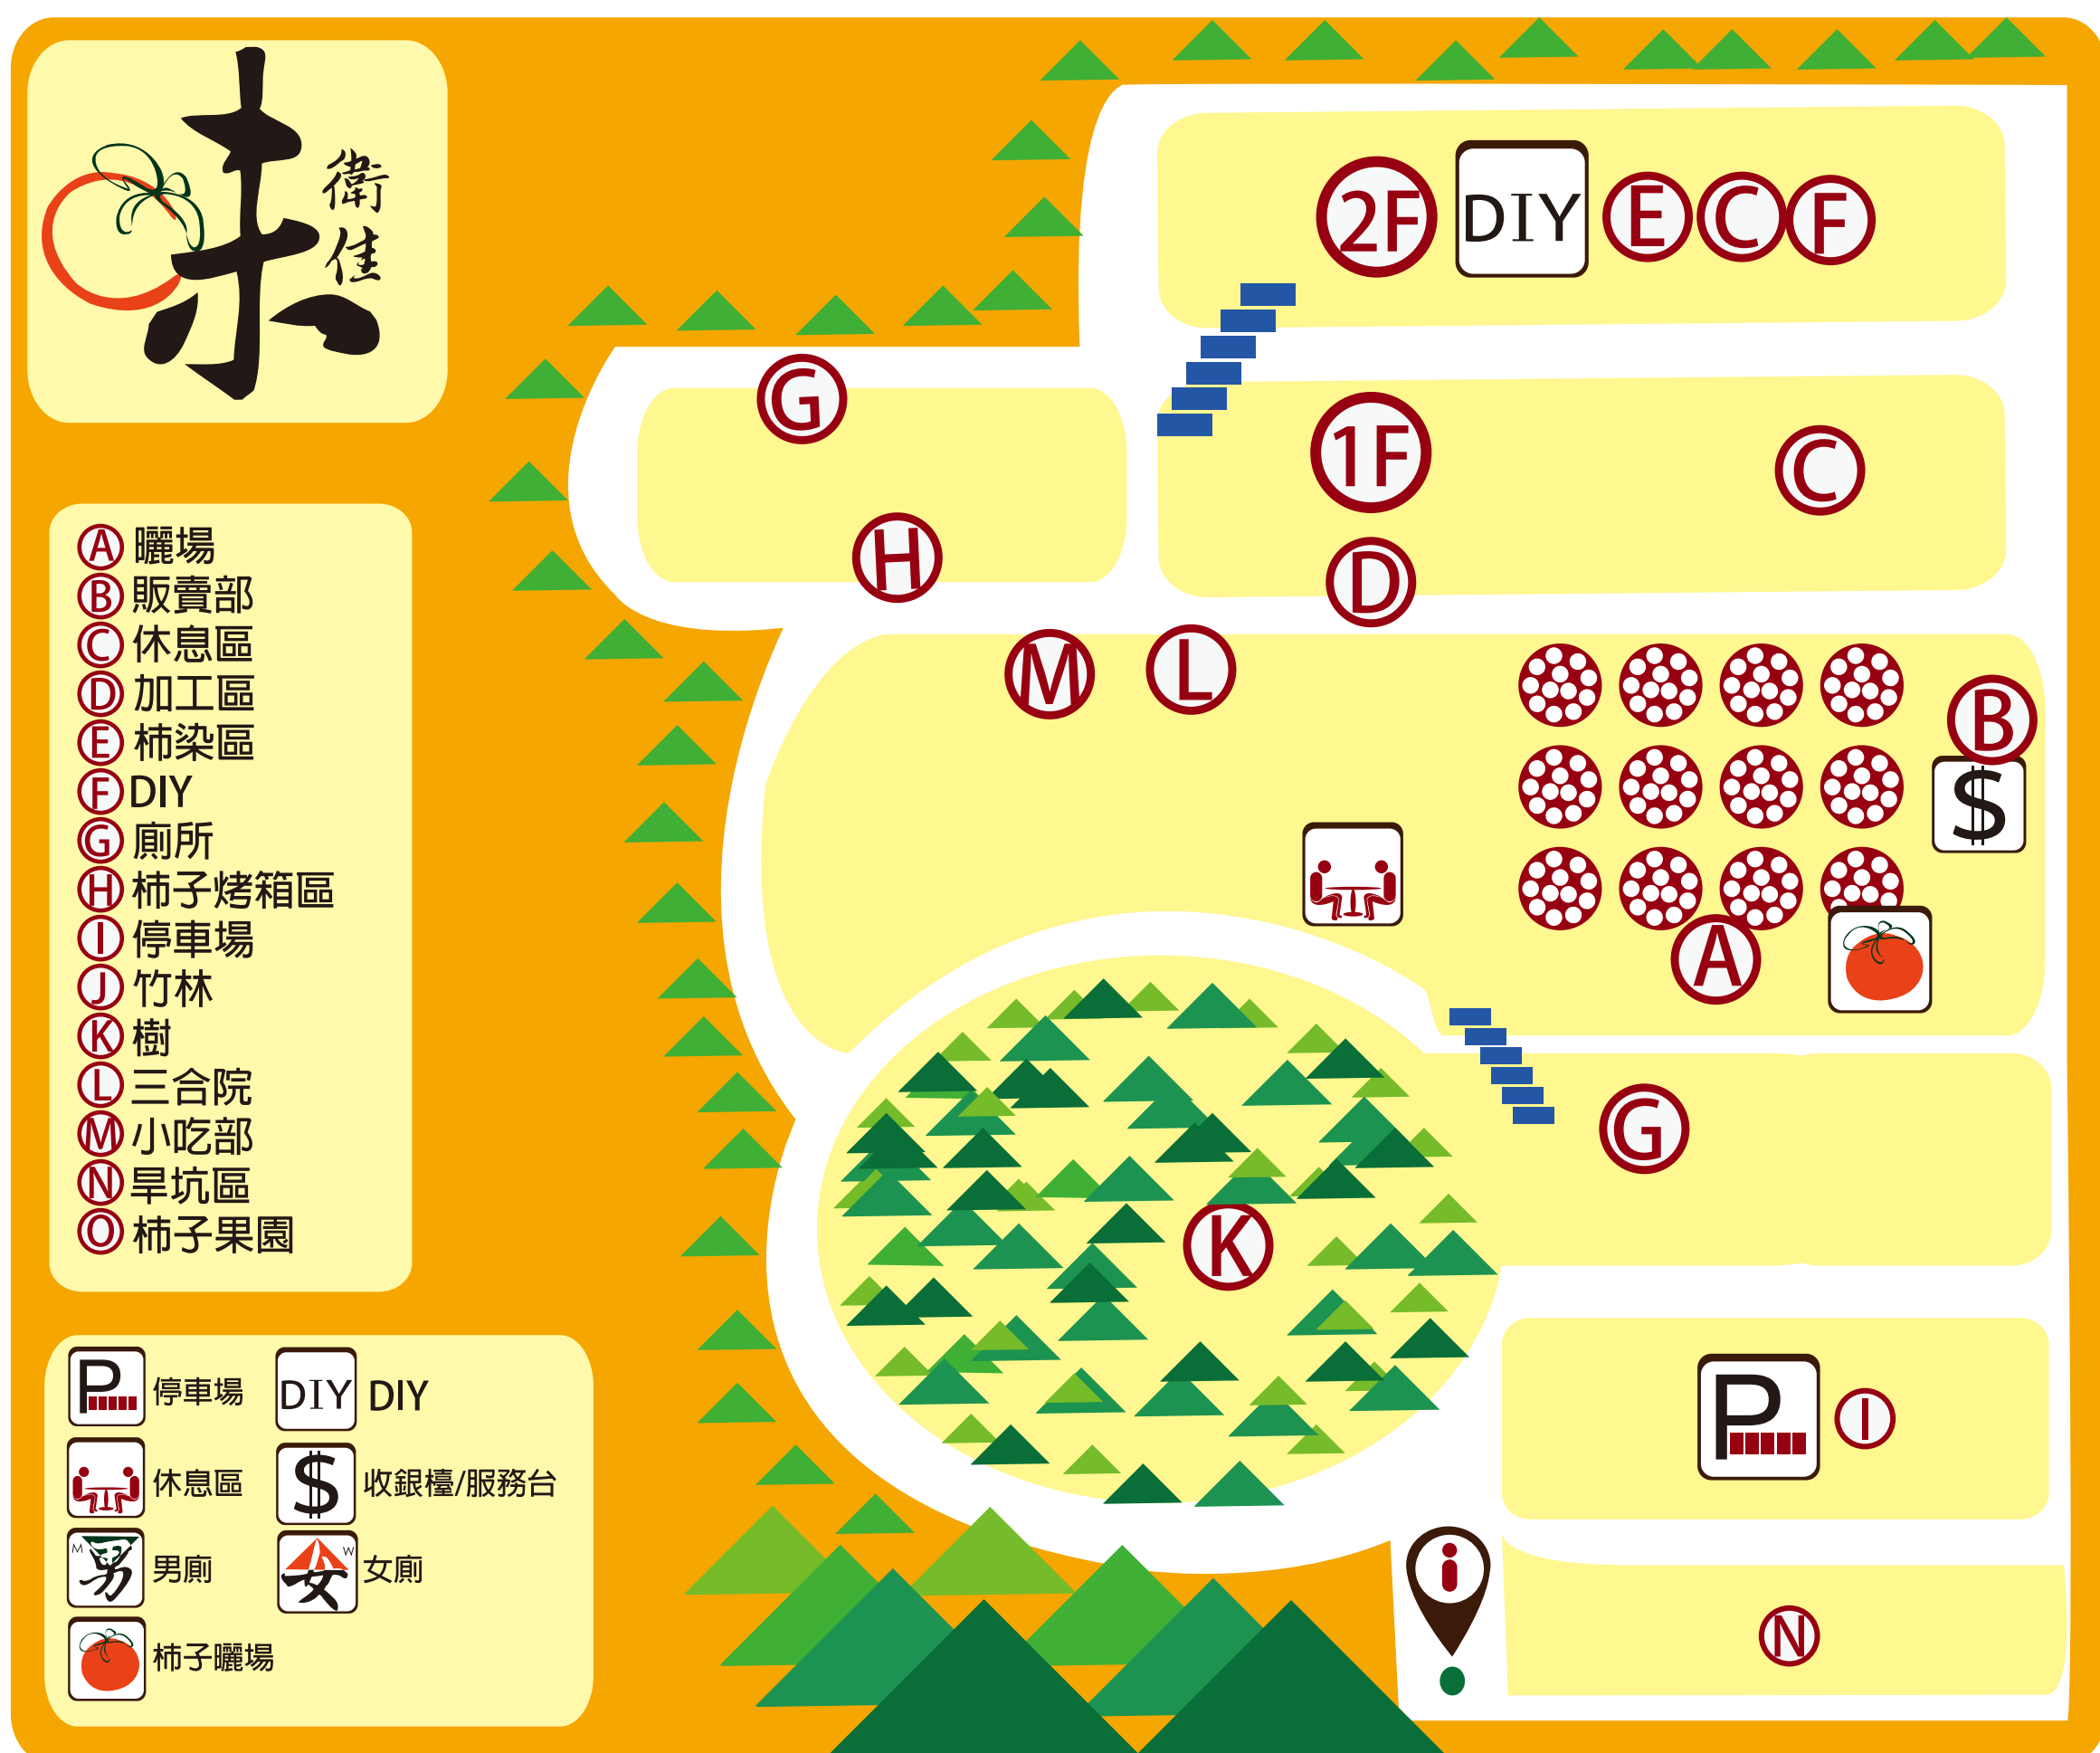 味
衛
佳
2F DIY E C F
G
1F C
H
D
M L
B
$
A
G
K
P I
i
N
A 曬場
B 販賣部
C 休息區
D 加工區
E 柿染區
F DIY
G 廁所
H 柿子烤箱區
I 停車場
J 竹林
K 樹
L 三合院
M 小吃部
N 旱坑區
O 柿子果園
P 停車場
DIY DIY
休息區
$ 收銀檯/服務台
M 男 男廁
W 女 女廁
柿子曬場